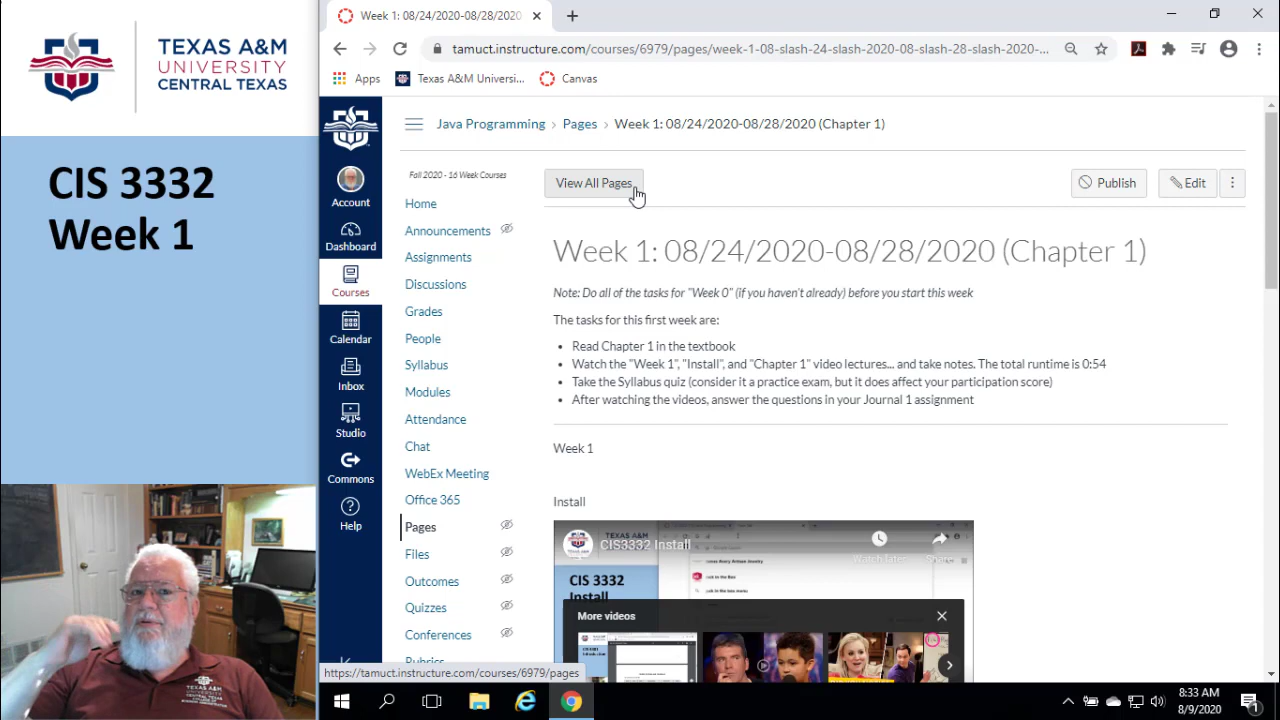 TEXAS A&M
UNIVERSITY
CENTRAL TEXAS
CIS 3332
Week 1
TEXAS A&M
UNIVERSITY
CENTRAL TEXAS
Week 1: 08/24/2020-08/28/2020
tamuct.instructure.com/courses/6979/pages/week-1-08-slash-24-slash-2020-08-slash-28-slash-2020-...
Apps
Texas A&M Universi...
Canvas
Account
Dashboard
Courses
Calendar
Inbox
Studio
Commons
Help
Java Programming > Pages > Week 1: 08/24/2020-08/28/2020 (Chapter 1)
Fall 2020 - 16 Week Courses
Home
Announcements
Assignments
Discussions
Grades
People
Syllabus
Modules
Attendance
Chat
WebEx Meeting
Office 365
Pages
Files
Outcomes
Quizzes
Conferences
Rubrics
View All Pages
Publish
Edit
Week 1: 08/24/2020-08/28/2020 (Chapter 1)
Note: Do all of the tasks for "Week 0" (if you haven't already) before you start this week
The tasks for this first week are:
Read Chapter 1 in the textbook
Watch the "Week 1", "Install", and "Chapter 1" video lectures... and take notes. The total runtime is 0:54
Take the Syllabus quiz (consider it a practice exam, but it does affect your participation score)
After watching the videos, answer the questions in your Journal 1 assignment
Week 1
Install
CIS3332 Install
Watch later
Share
CIS 3332
Install
More videos
https://tamuct.instructure.com/courses/6979/pages
8:33 AM
8/9/2020
1